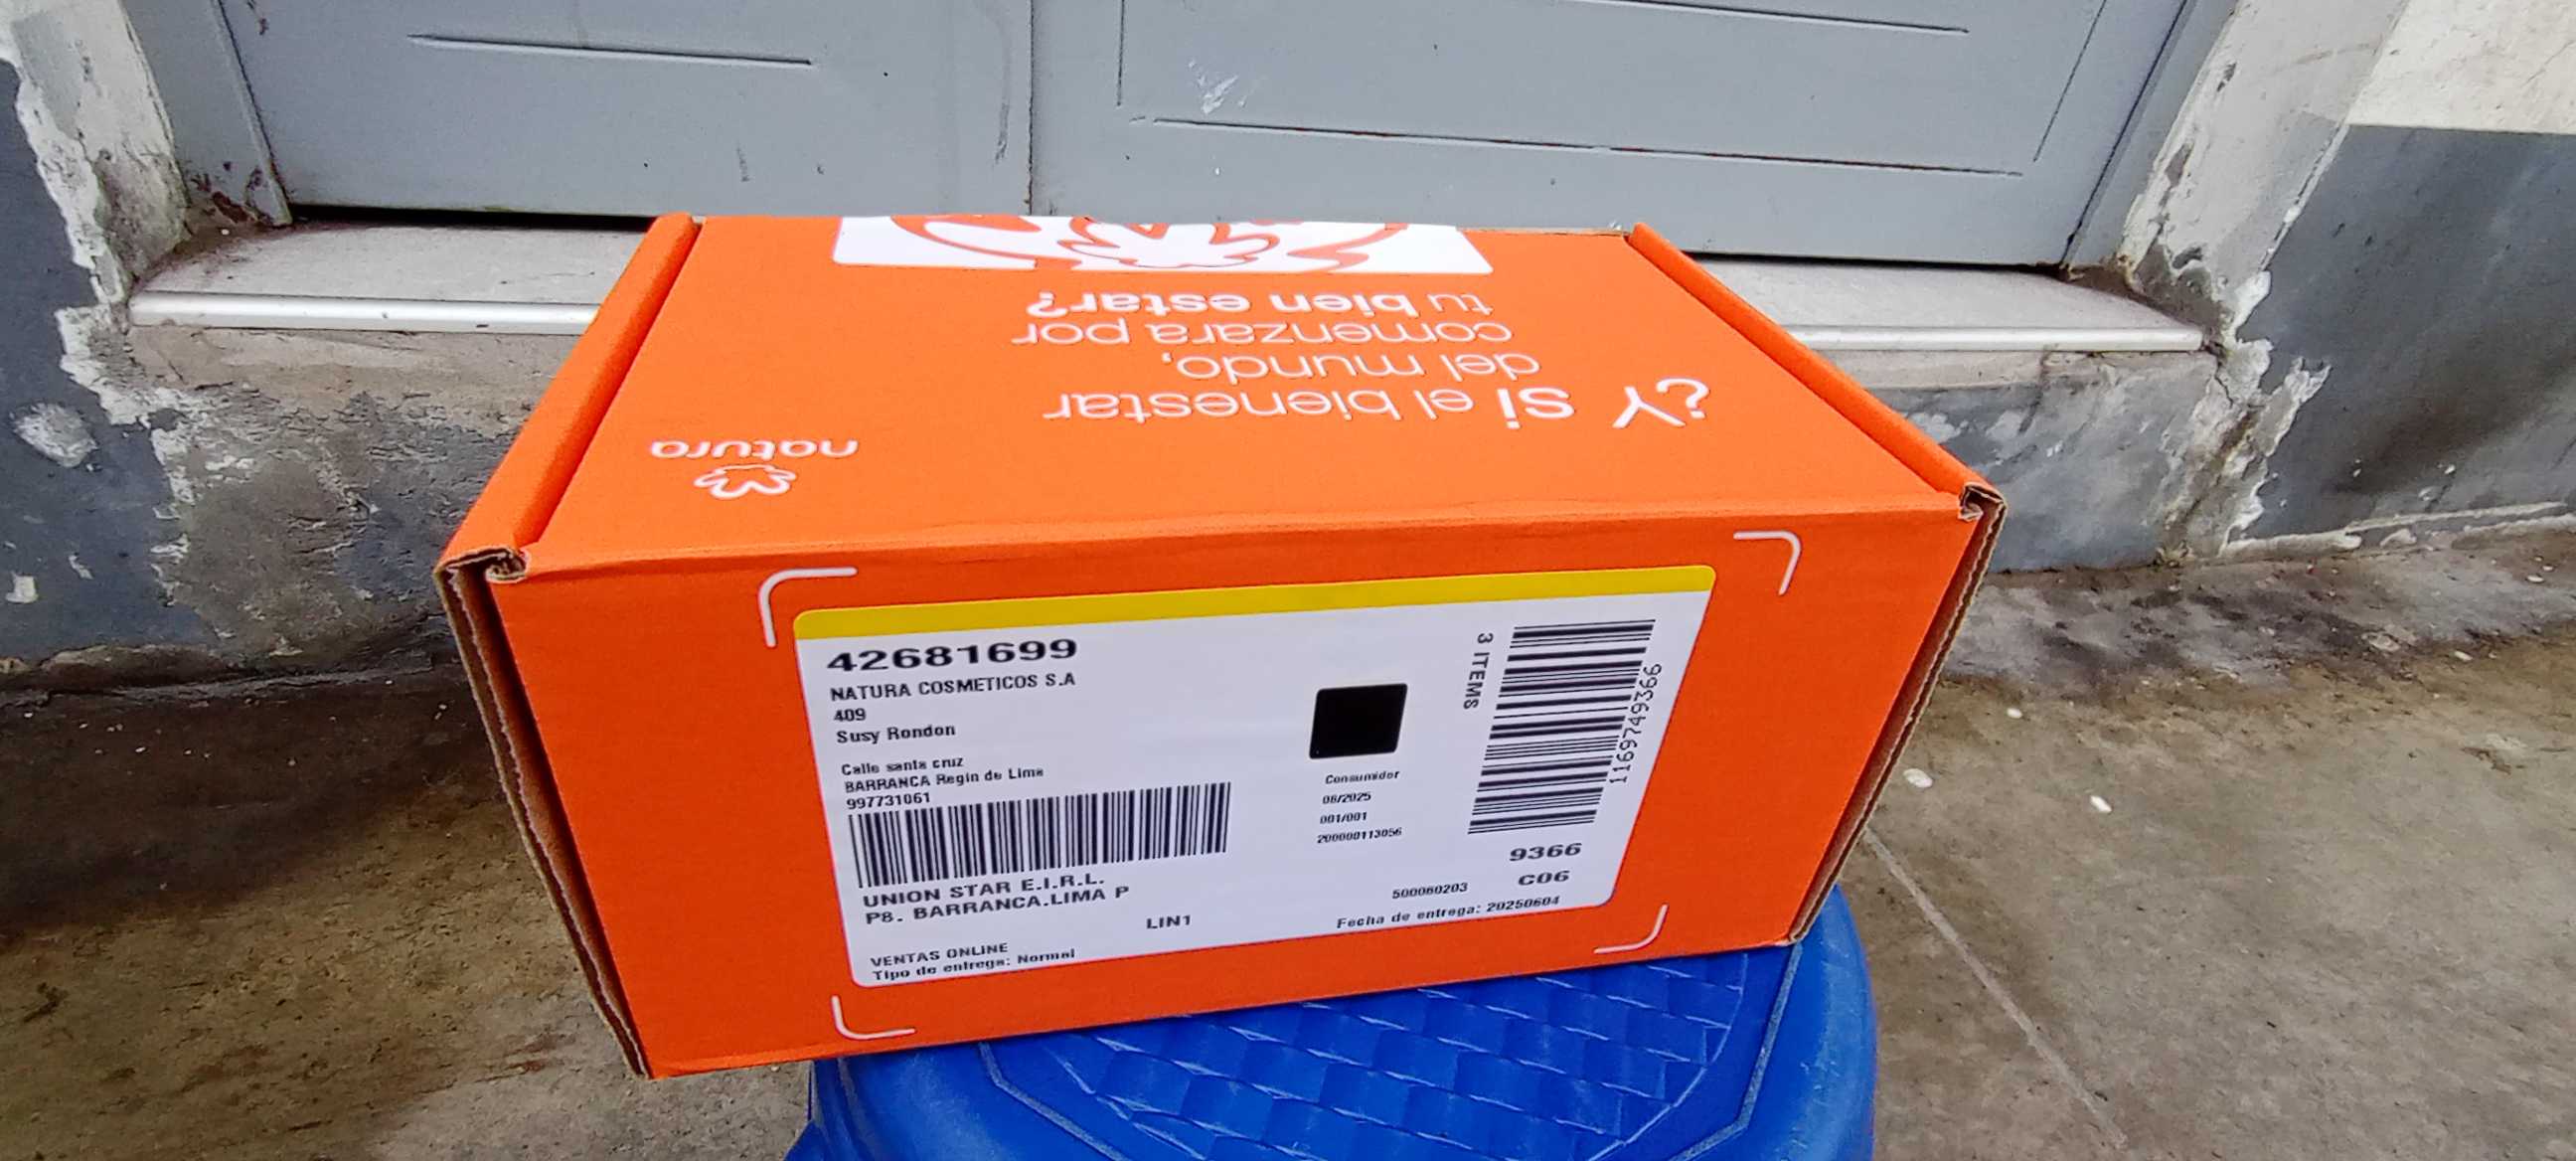 ¿Y si el bienestar
del mundo,
comenzara por
tu bien estar?
natura
42681699
NATURA COSMETICOS S.A
409
Susy Rondon
Calle santa cruz
BARRANCA Regin de Lima
997731061
UNION STAR E.I.R.L.
P8. BARRANCA.LIMA P
LIN1
VENTAS ONLINE
Tipo de entrega: Normal
Consumidor
08/2025
001/001
200000113056
3 ITEMS
11697493366
9366
C06
500060203
Fecha de entrega: 20250604